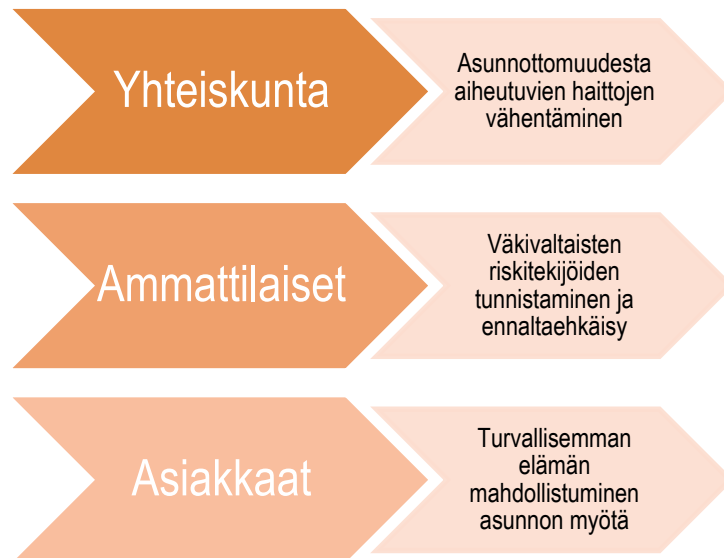 Yhteiskunta
Asunnottomuudesta
aiheutuvien haittojen
vähentäminen
Ammattilaiset
Väkivaltaisten
riskitekijöiden
tunnistaminen ja
ennaltaehkäisy
Asiakkaat
Turvallisemman
elämän
mahdollistuminen
asunnon myötä